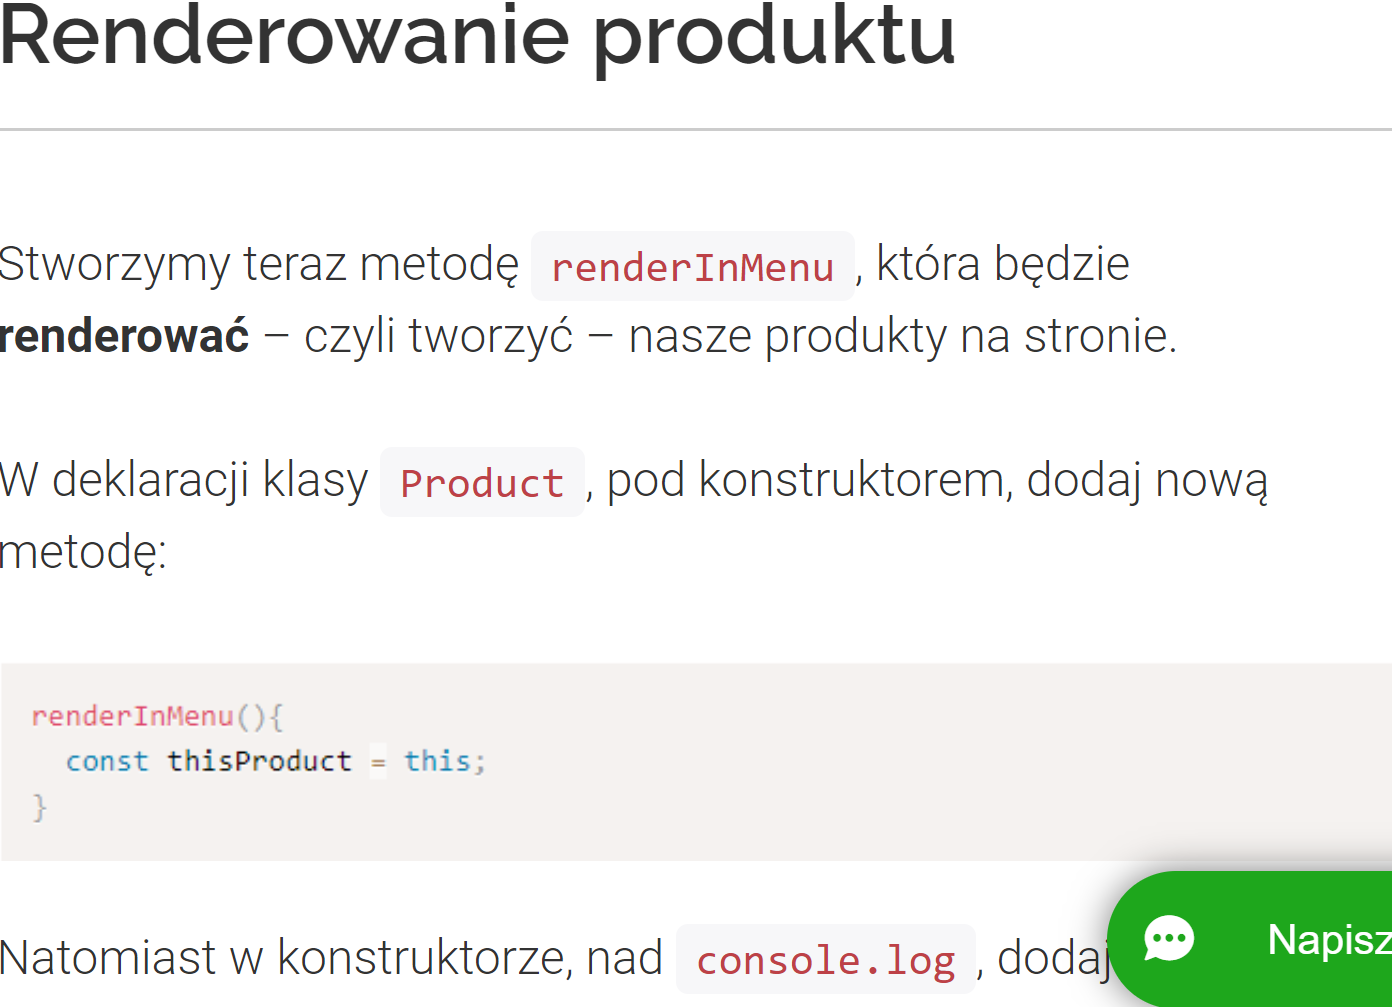 Renderowanie produktu
Stworzymy teraz metodę renderInMenu, która będzie
renderować – czyli tworzyć – nasze produkty na stronie.
W deklaracji klasy Product, pod konstruktorem, dodaj nową
metodę:
renderInMenu(){
const thisProduct = this;
}
Natomiast w konstruktorze, nad console.log, dodaj
Napisz